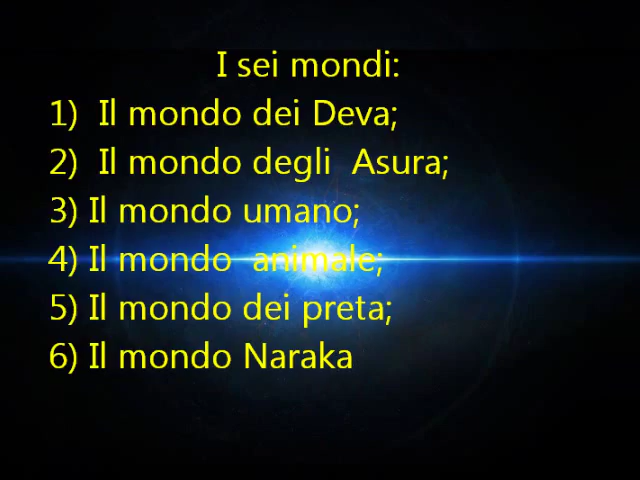 I sei mondi:
1) Il mondo dei Deva;
2) Il mondo degli Asura;
3) Il mondo umano;
4) Il mondo animale;
5) Il mondo dei preta;
6) Il mondo Naraka